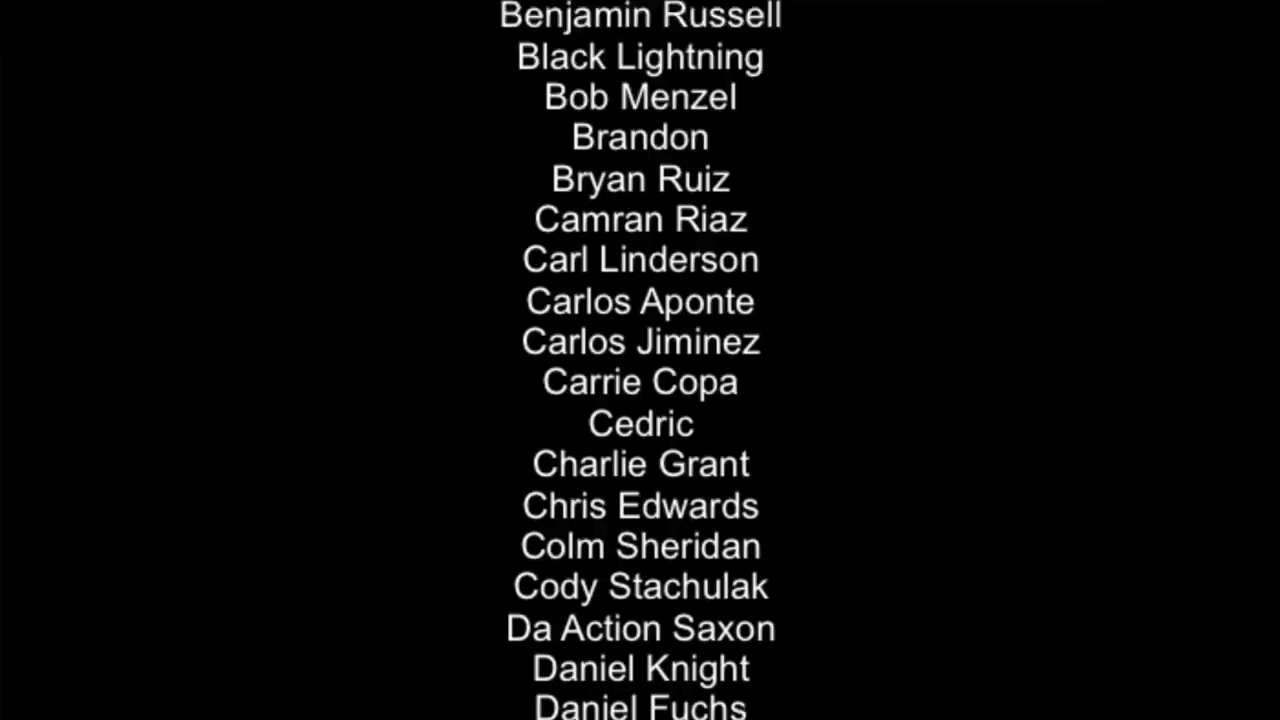 Benjamin Russell
Black Lightning
Bob Menzel
Brandon
Bryan Ruiz
Camran Riaz
Carl Linderson
Carlos Aponte
Carlos Jiminez
Carrie Copa
Cedric
Charlie Grant
Chris Edwards
Colm Sheridan
Cody Stachulak
Da Action Saxon
Daniel Knight
Daniel Fuchs